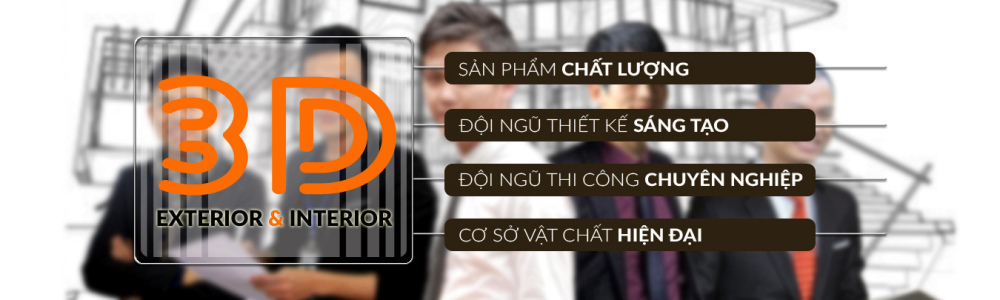 3D
EXTERIOR & INTERIOR
SẢN PHẨM CHẤT LƯỢNG
ĐỘI NGŨ THIẾT KẾ SÁNG TẠO
ĐỘI NGŨ THI CÔNG CHUYÊN NGHIỆP
CƠ SỞ VẬT CHẤT HIỆN ĐẠI